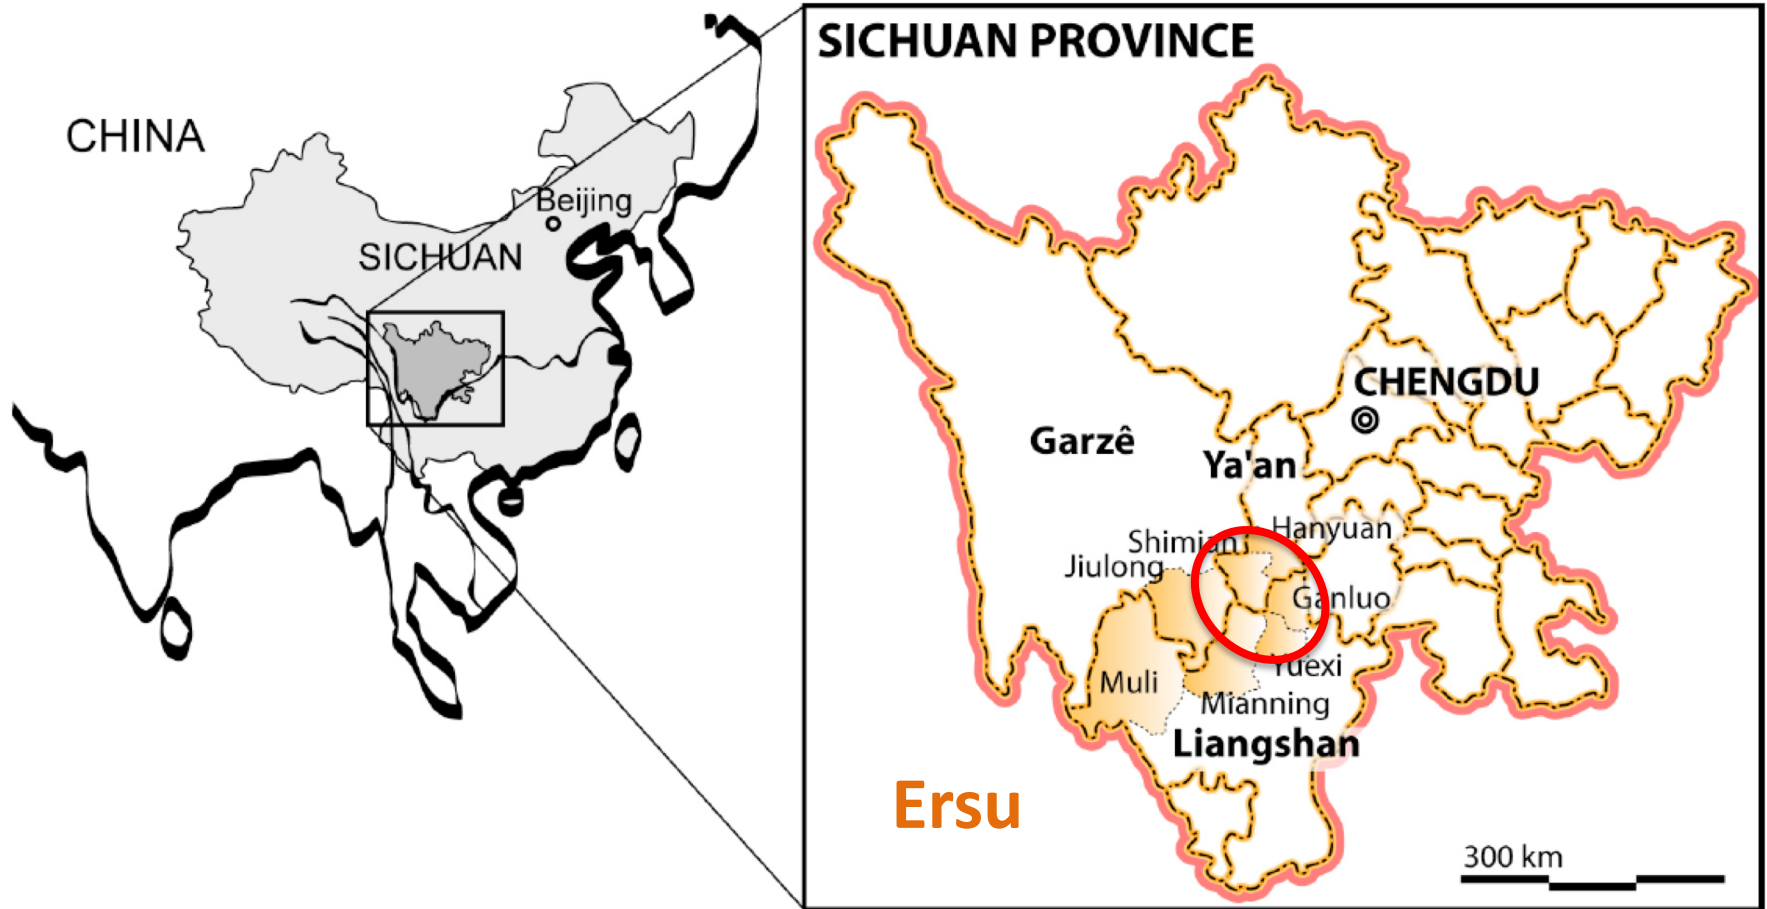 CHINA
Beijing
SICHUAN
SICHUAN PROVINCE
CHENGDU
Garzê
Ya'an
Hanyuan
Shimian
Jiulong
Ganluo
Yuexi
Muli
Mianning
Liangshan
Ersu
300 km